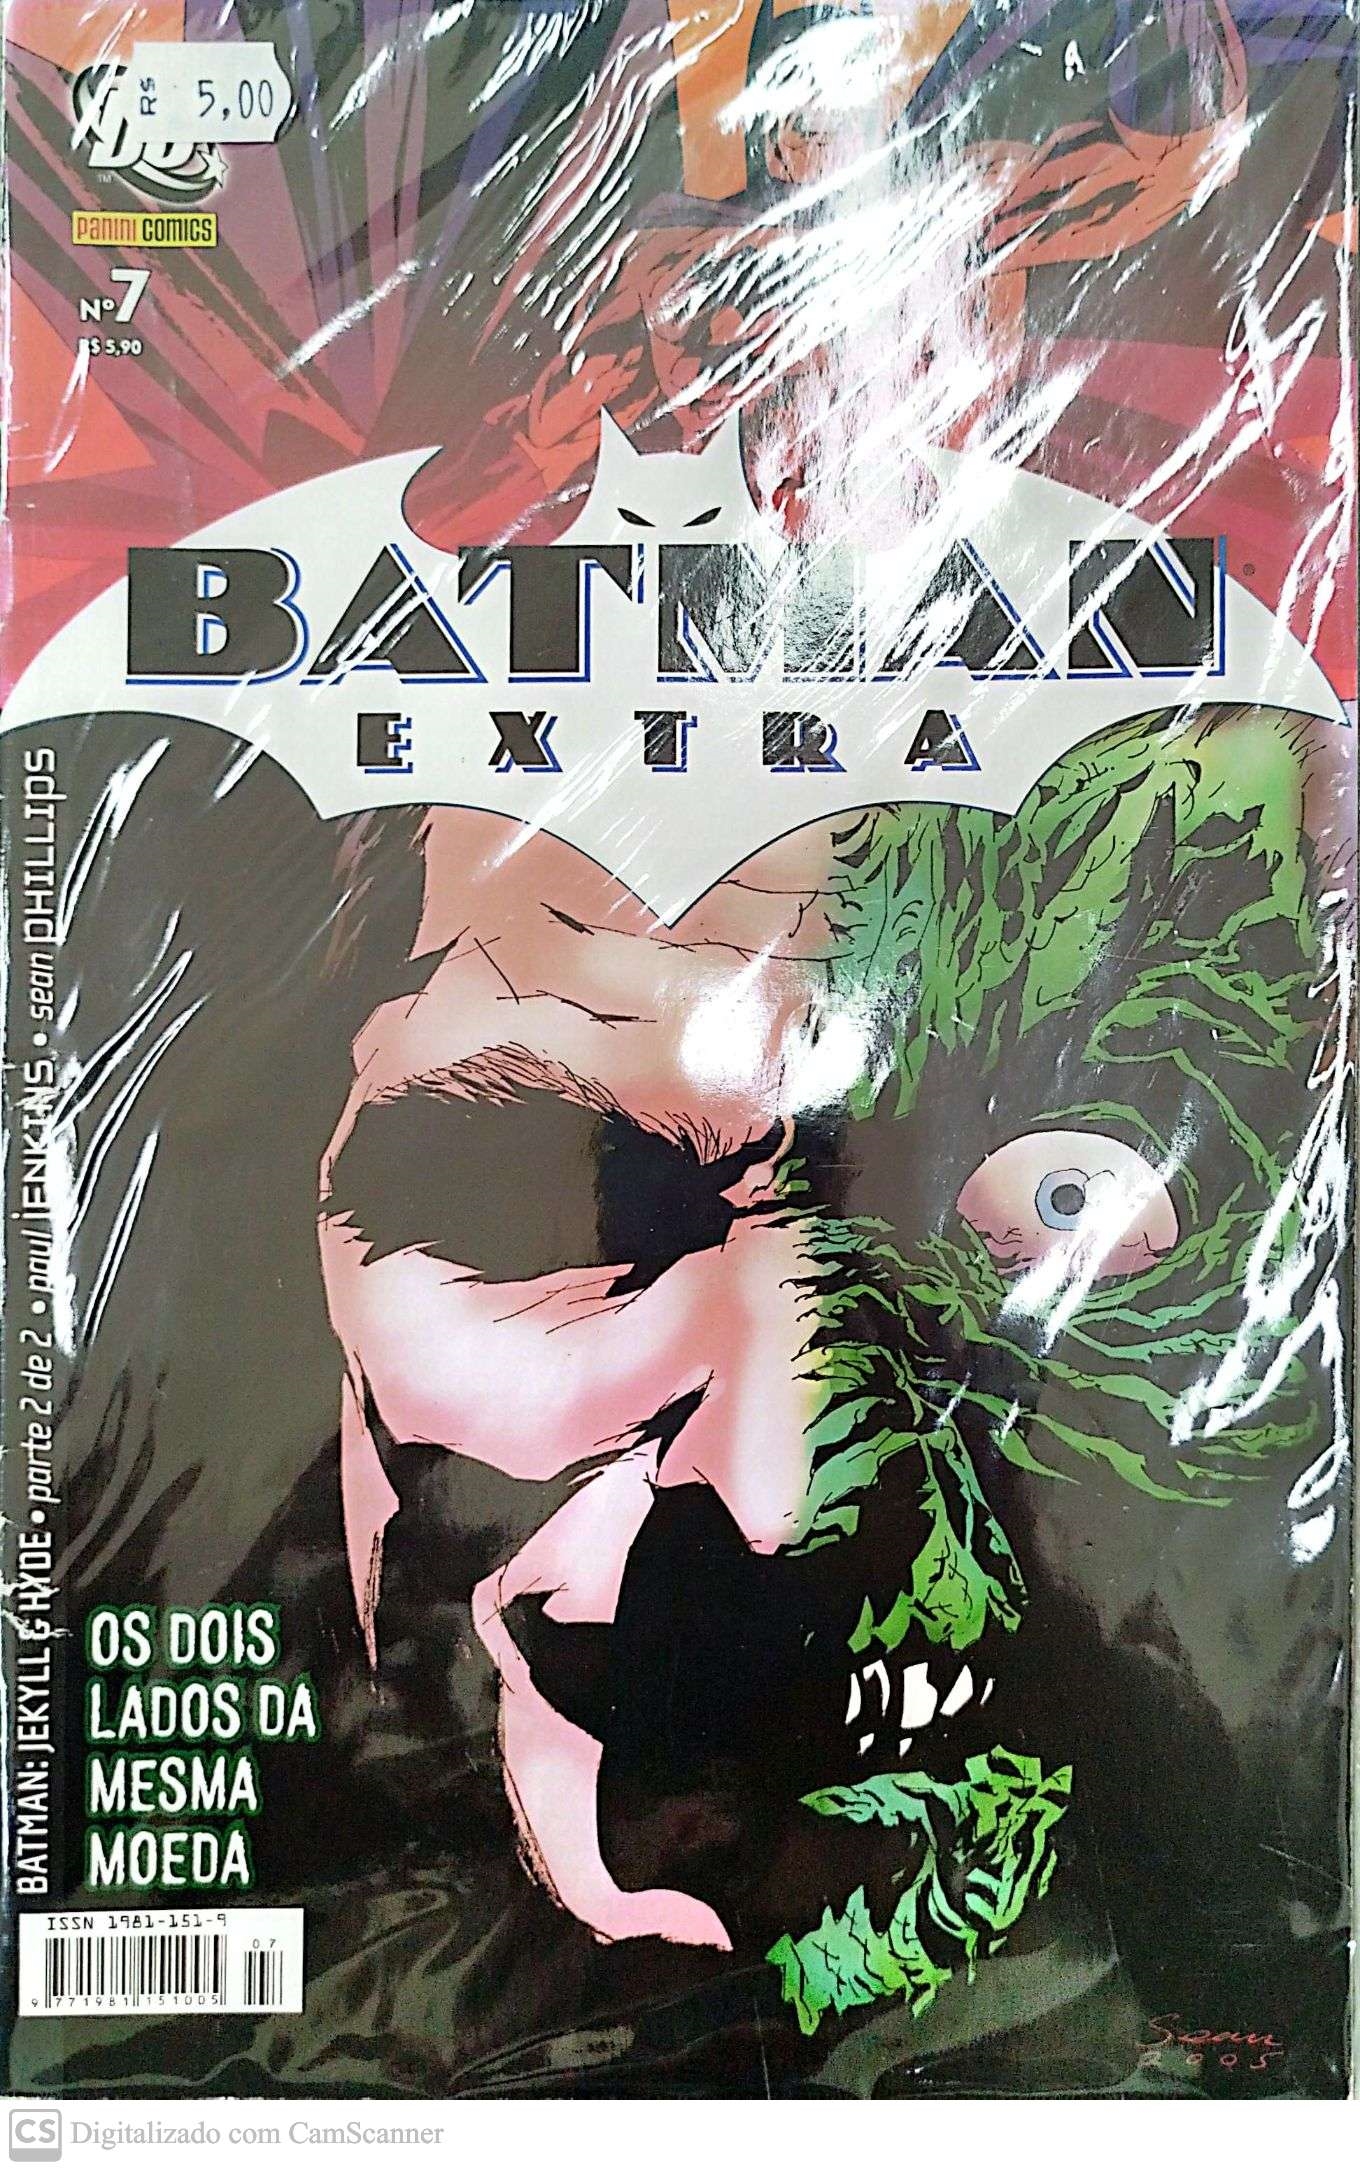 R$ 5,00
DC
TM
PANINI COMICS
Nº7
R$ 5,90
BATMAN
®
EXTRA
BATMAN: JEKYLL & HYDE • parte 2 de 2 • paul JENKINS • sean PHILLIPS
OS DOIS
LADOS DA
MESMA
MOEDA
ISSN 1981-151-9
07
9 771981 151005
Sean
2005
CS Digitalizado com CamScanner